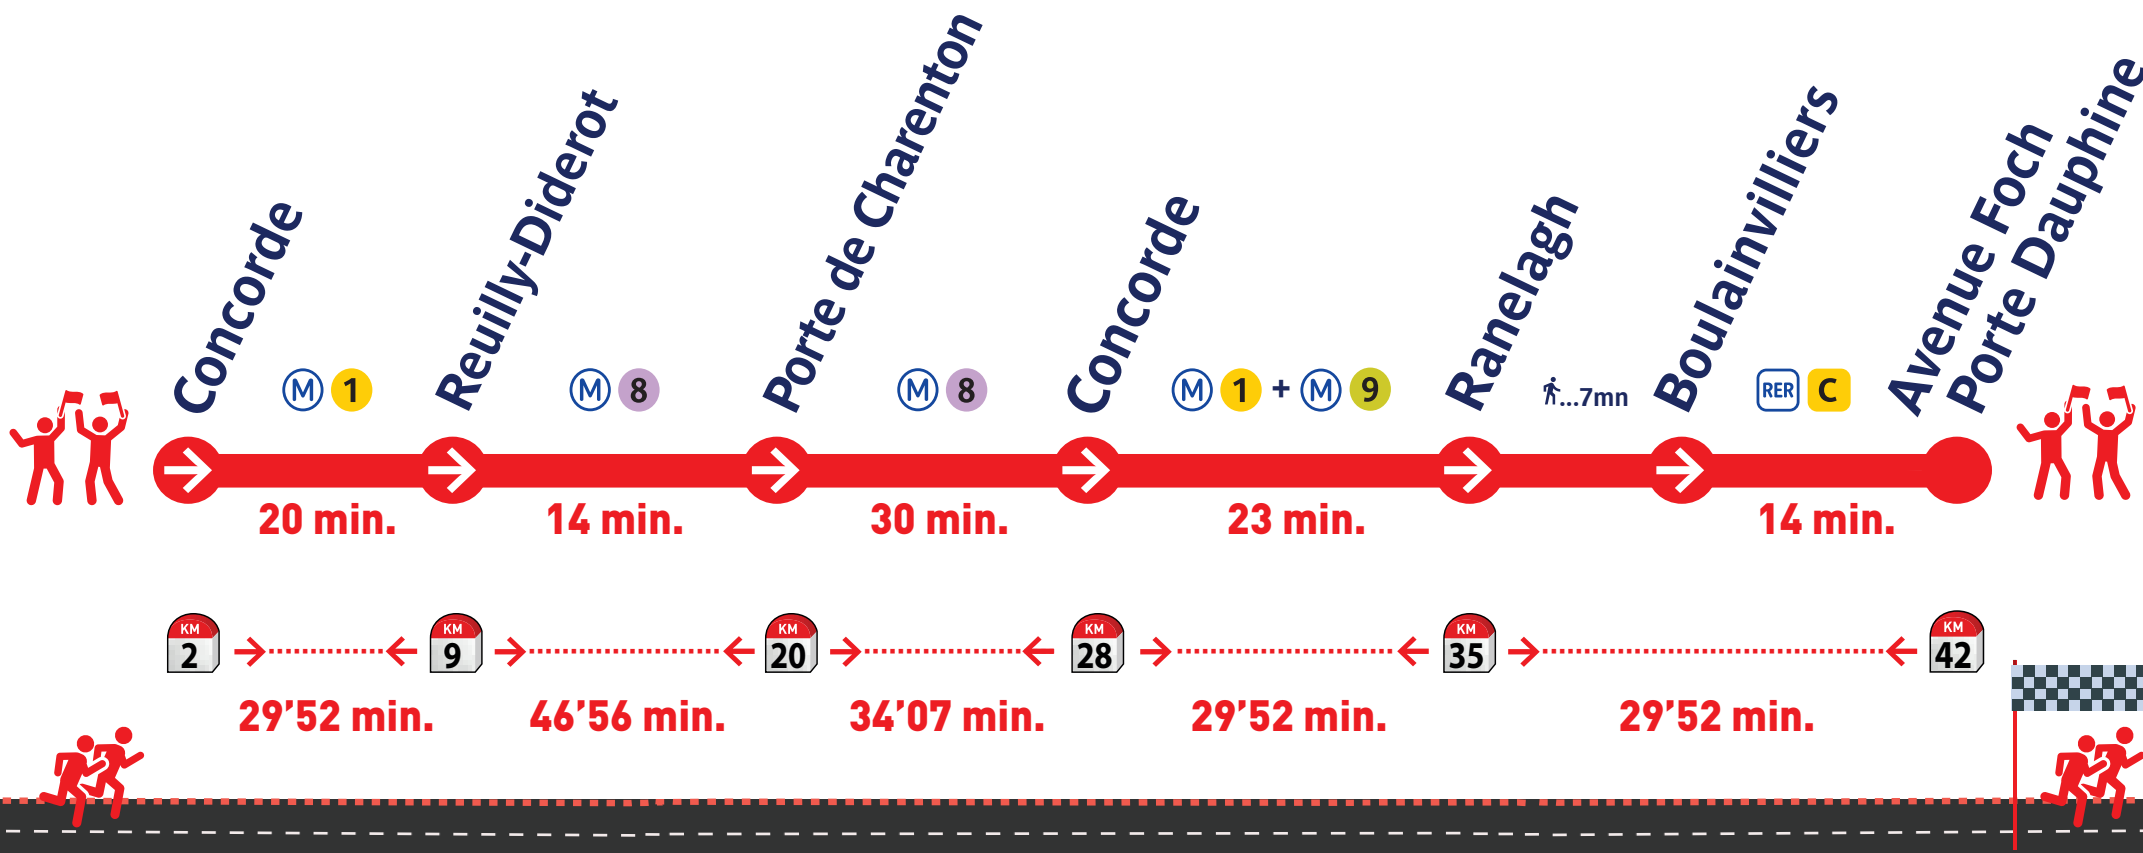 Concorde
Reuilly-Diderot
Porte de Charenton
Concorde
Ranelagh
Boulainvilliers
Avenue Foch
Porte Dauphine
M 1
M 8
M 8
M 1 + M 9
...7mn
RER C
20 min.
14 min.
30 min.
23 min.
14 min.
KM
2
KM
9
KM
20
KM
28
KM
35
KM
42
29’52 min.
46’56 min.
34’07 min.
29’52 min.
29’52 min.